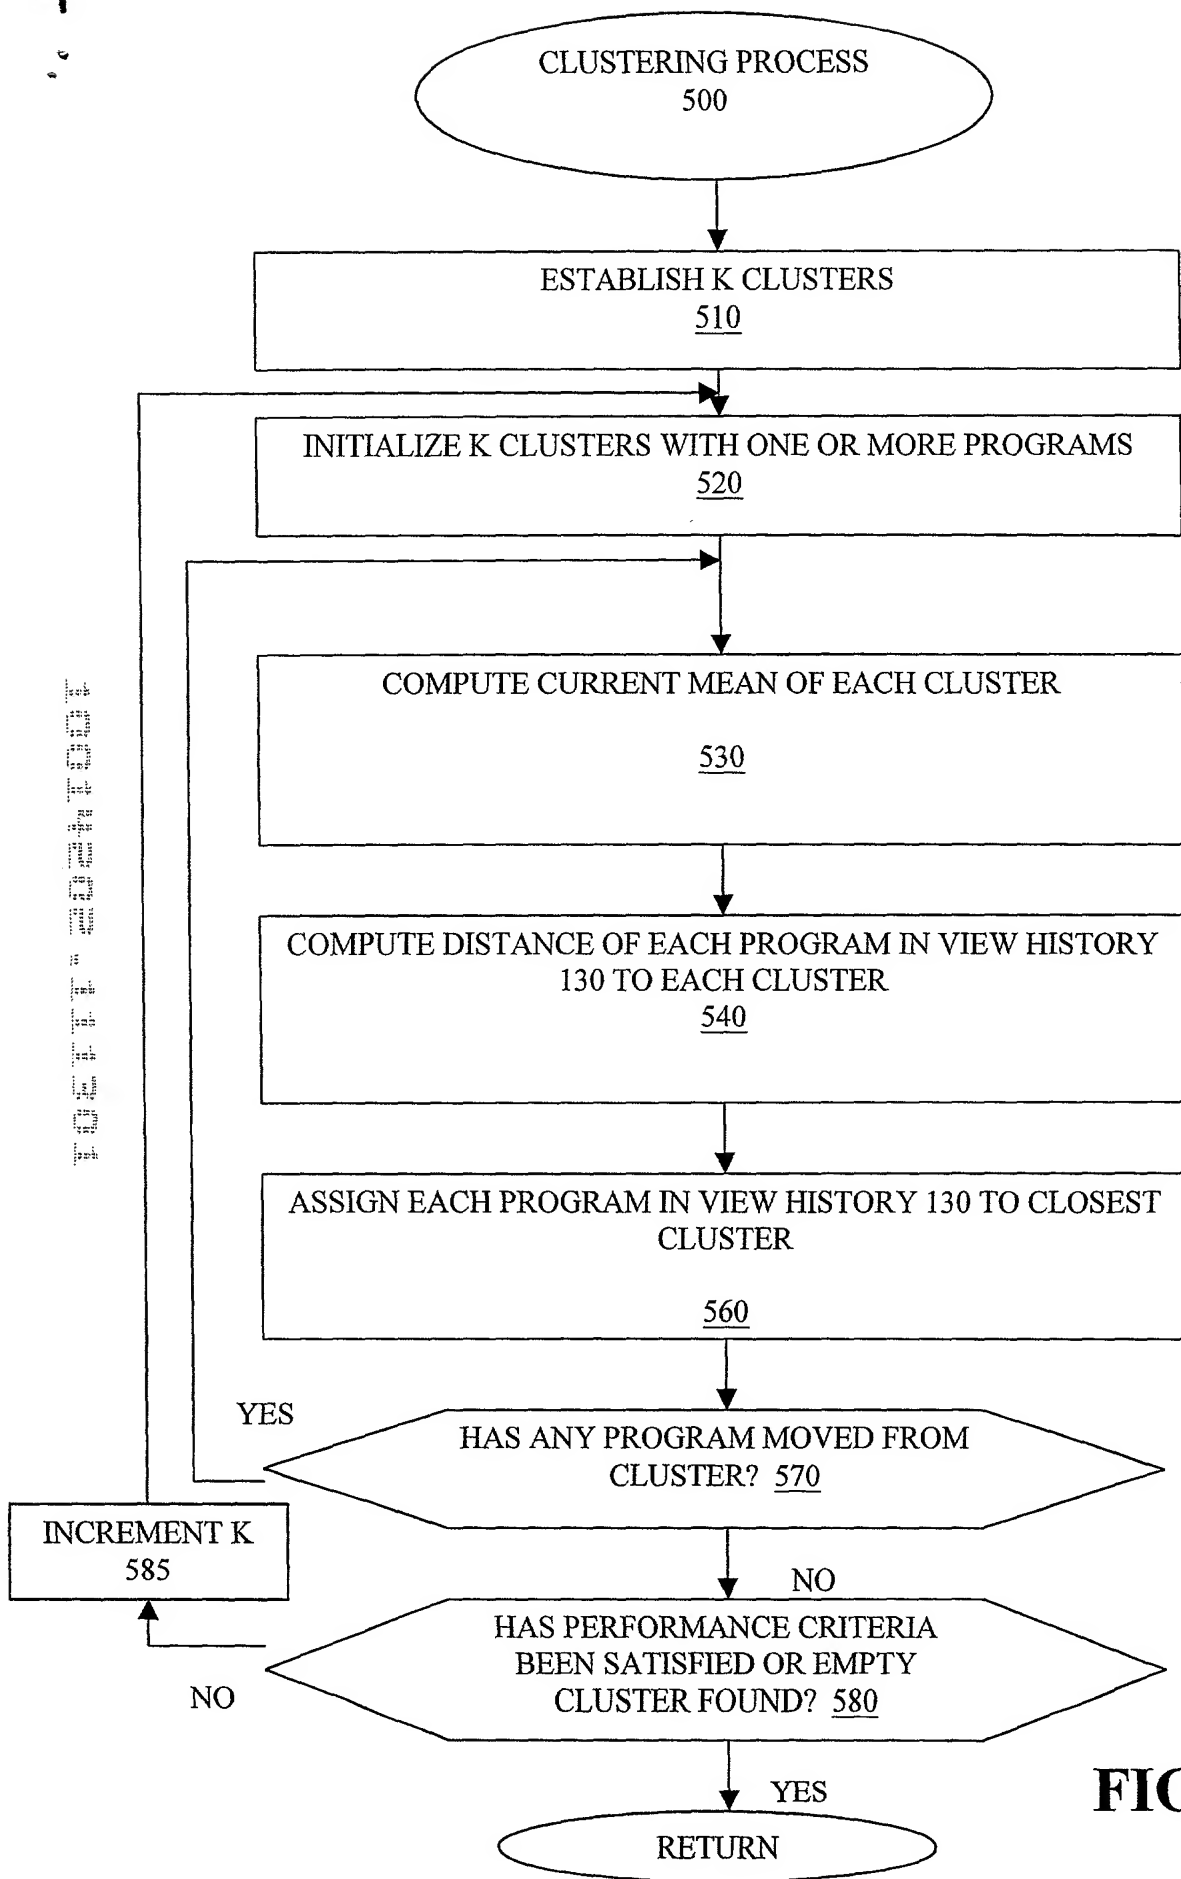 CLUSTERING PROCESS
500
ESTABLISH K CLUSTERS
510
INITIALIZE K CLUSTERS WITH ONE OR MORE PROGRAMS
520
COMPUTE CURRENT MEAN OF EACH CLUSTER
530
COMPUTE DISTANCE OF EACH PROGRAM IN VIEW HISTORY
130 TO EACH CLUSTER
540
ASSIGN EACH PROGRAM IN VIEW HISTORY 130 TO CLOSEST
CLUSTER
560
YES
HAS ANY PROGRAM MOVED FROM
CLUSTER? 570
INCREMENT K
585
NO
HAS PERFORMANCE CRITERIA
BEEN SATISFIED OR EMPTY
CLUSTER FOUND? 580
NO
YES
RETURN
10014202.111301